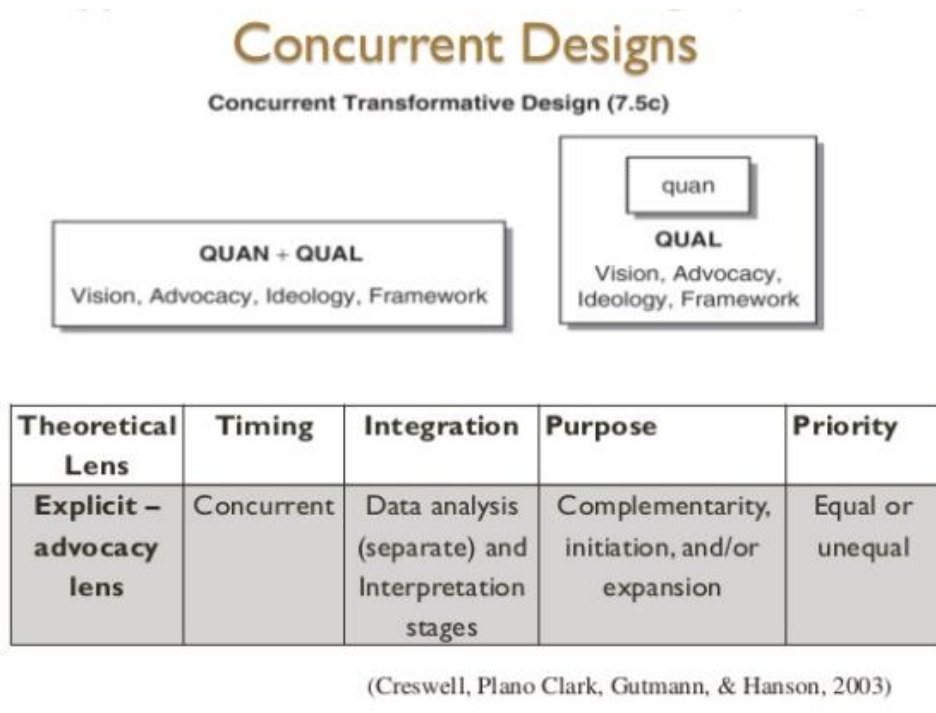 Concurrent Designs
Concurrent Transformative Design (7.5c)
QUAN + QUAL
Vision, Advocacy, Ideology, Framework
quan
QUAL
Vision, Advocacy,
Ideology, Framework
Theoretical
Lens
Timing
Integration
Purpose
Priority
Explicit –
advocacy
lens
Concurrent
Data analysis
(separate) and
Interpretation
stages
Complementarity,
initiation, and/or
expansion
Equal or
unequal
(Creswell, Plano Clark, Gutmann, & Hanson, 2003)